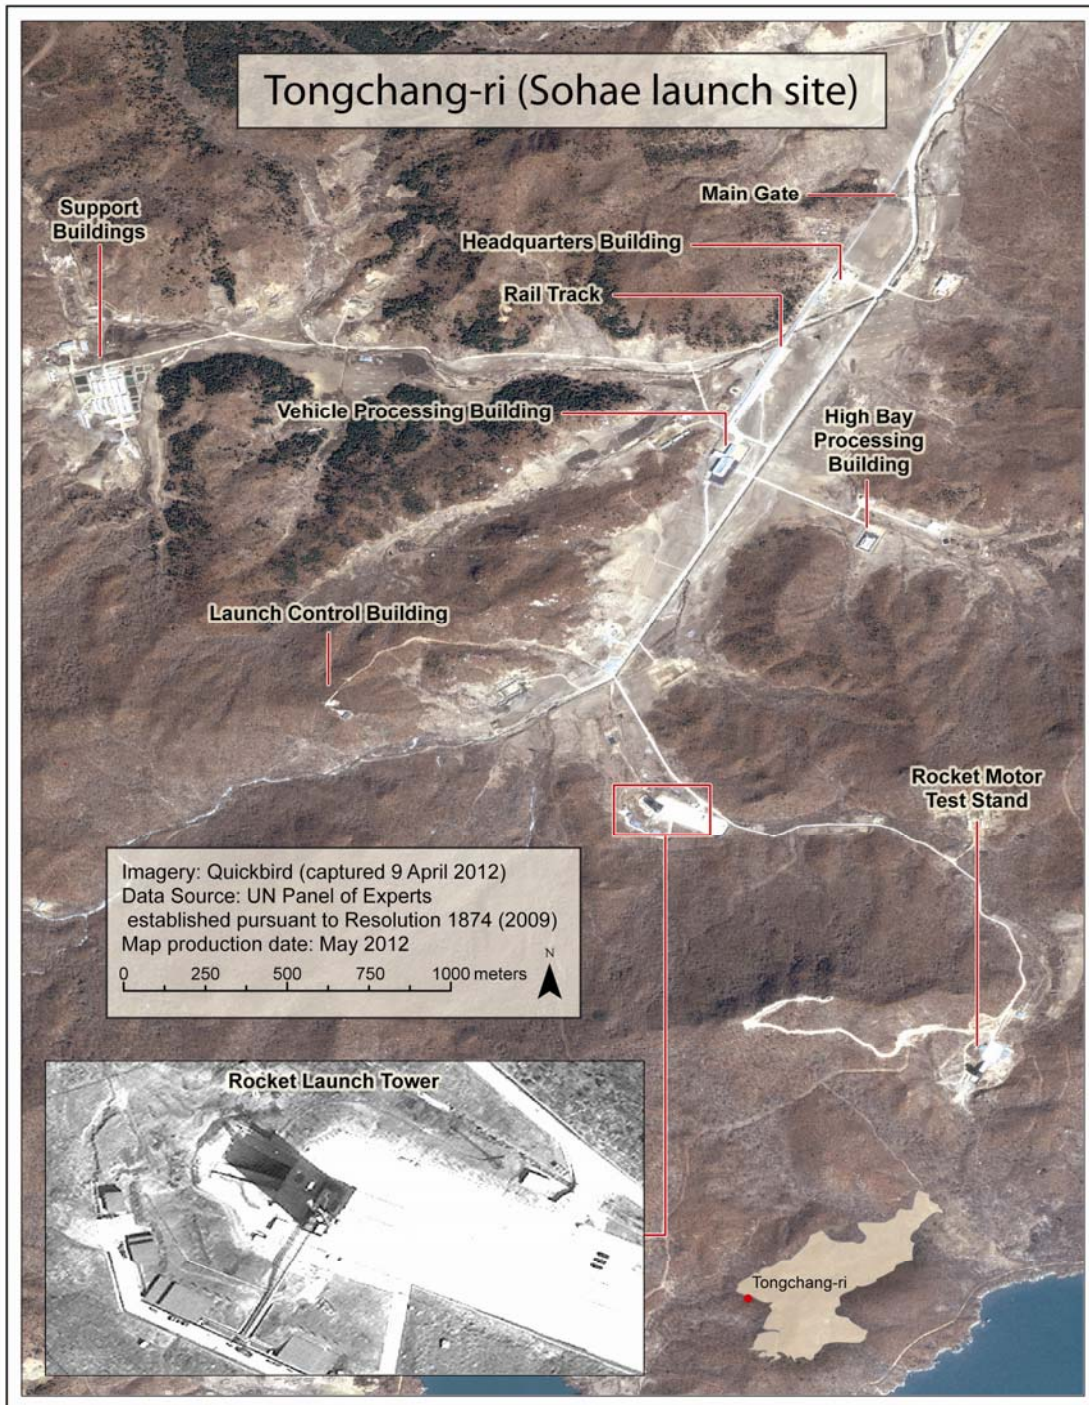 Tongchang-ri (Sohae launch site)
Main Gate
Support
Buildings
Headquarters Building
Rail Track
Vehicle Processing Building
High Bay
Processing
Building
Launch Control Building
Rocket Motor
Test Stand
Imagery: Quickbird (captured 9 April 2012)
Data Source: UN Panel of Experts
established pursuant to Resolution 1874 (2009)
Map production date: May 2012
N
0 250 500 750 1000 meters
Rocket Launch Tower
Tongchang-ri